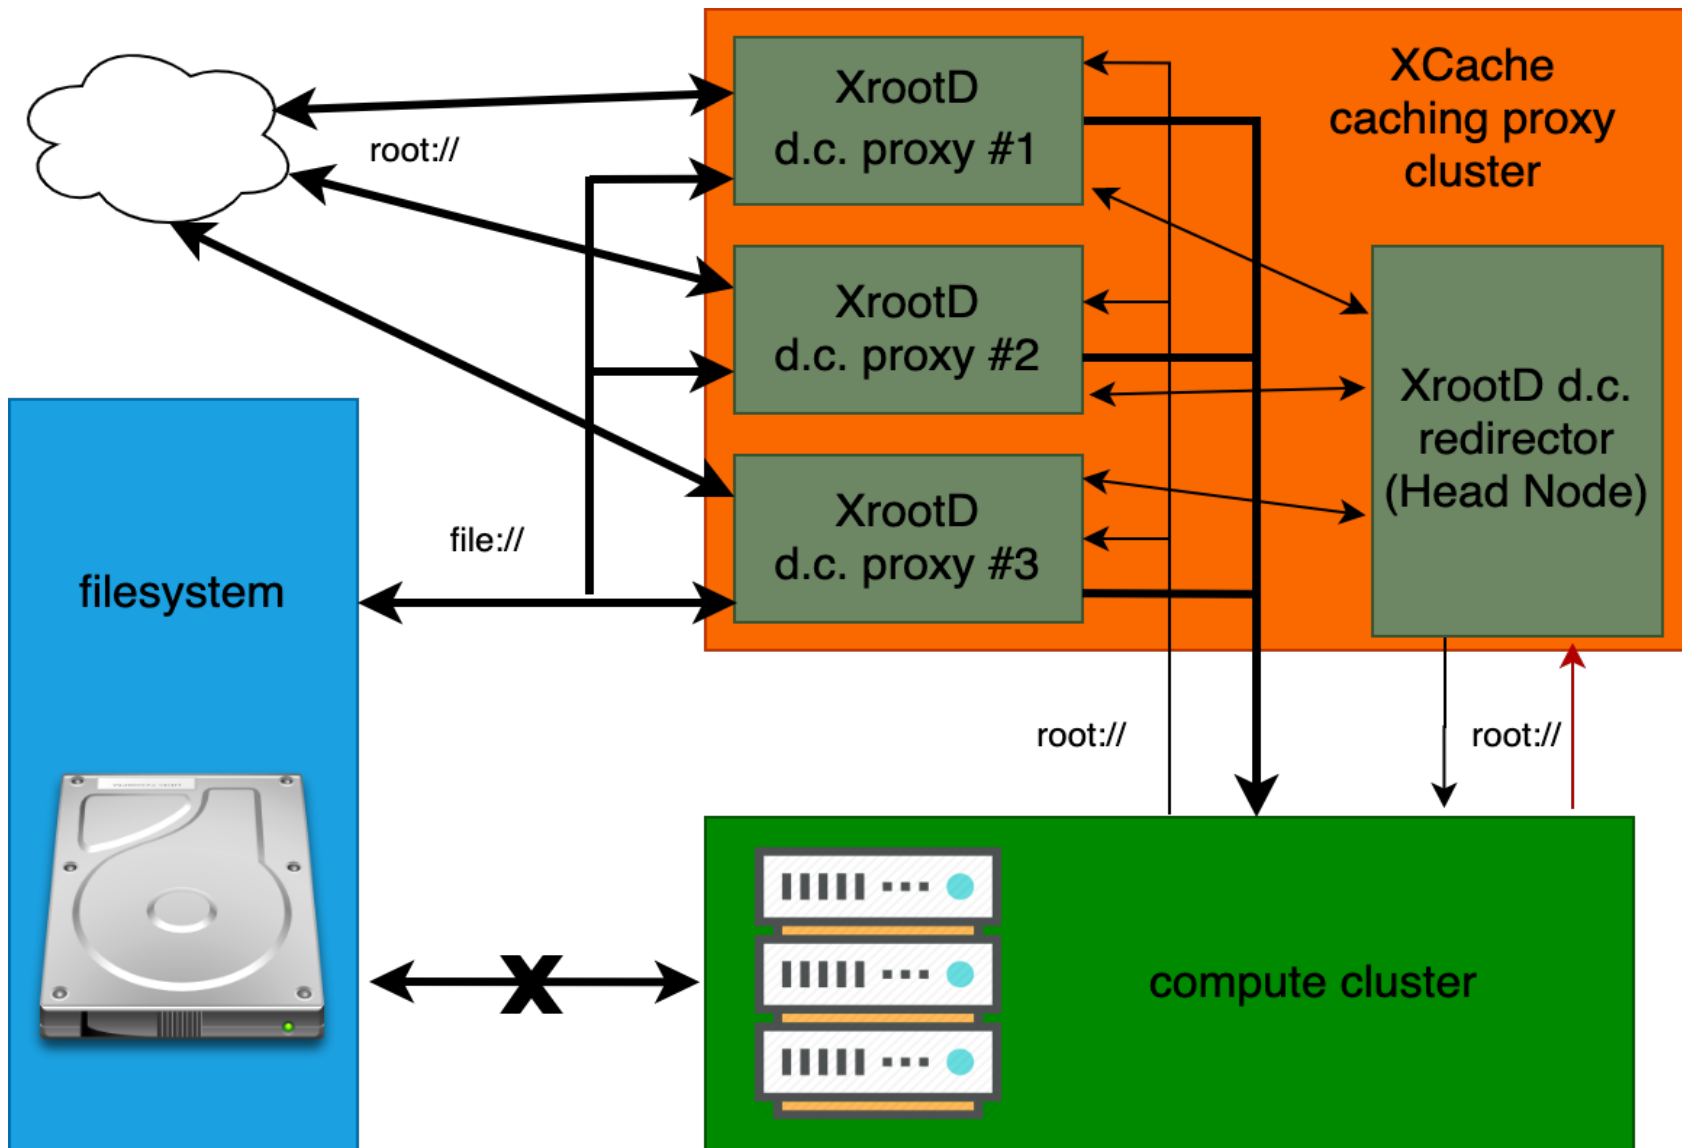 XrootD
d.c. proxy #1
XCache
caching proxy
cluster
root://
XrootD
d.c. proxy #2
XrootD d.c.
redirector
(Head Node)
XrootD
d.c. proxy #3
file://
filesystem
root://
root://
X
compute cluster